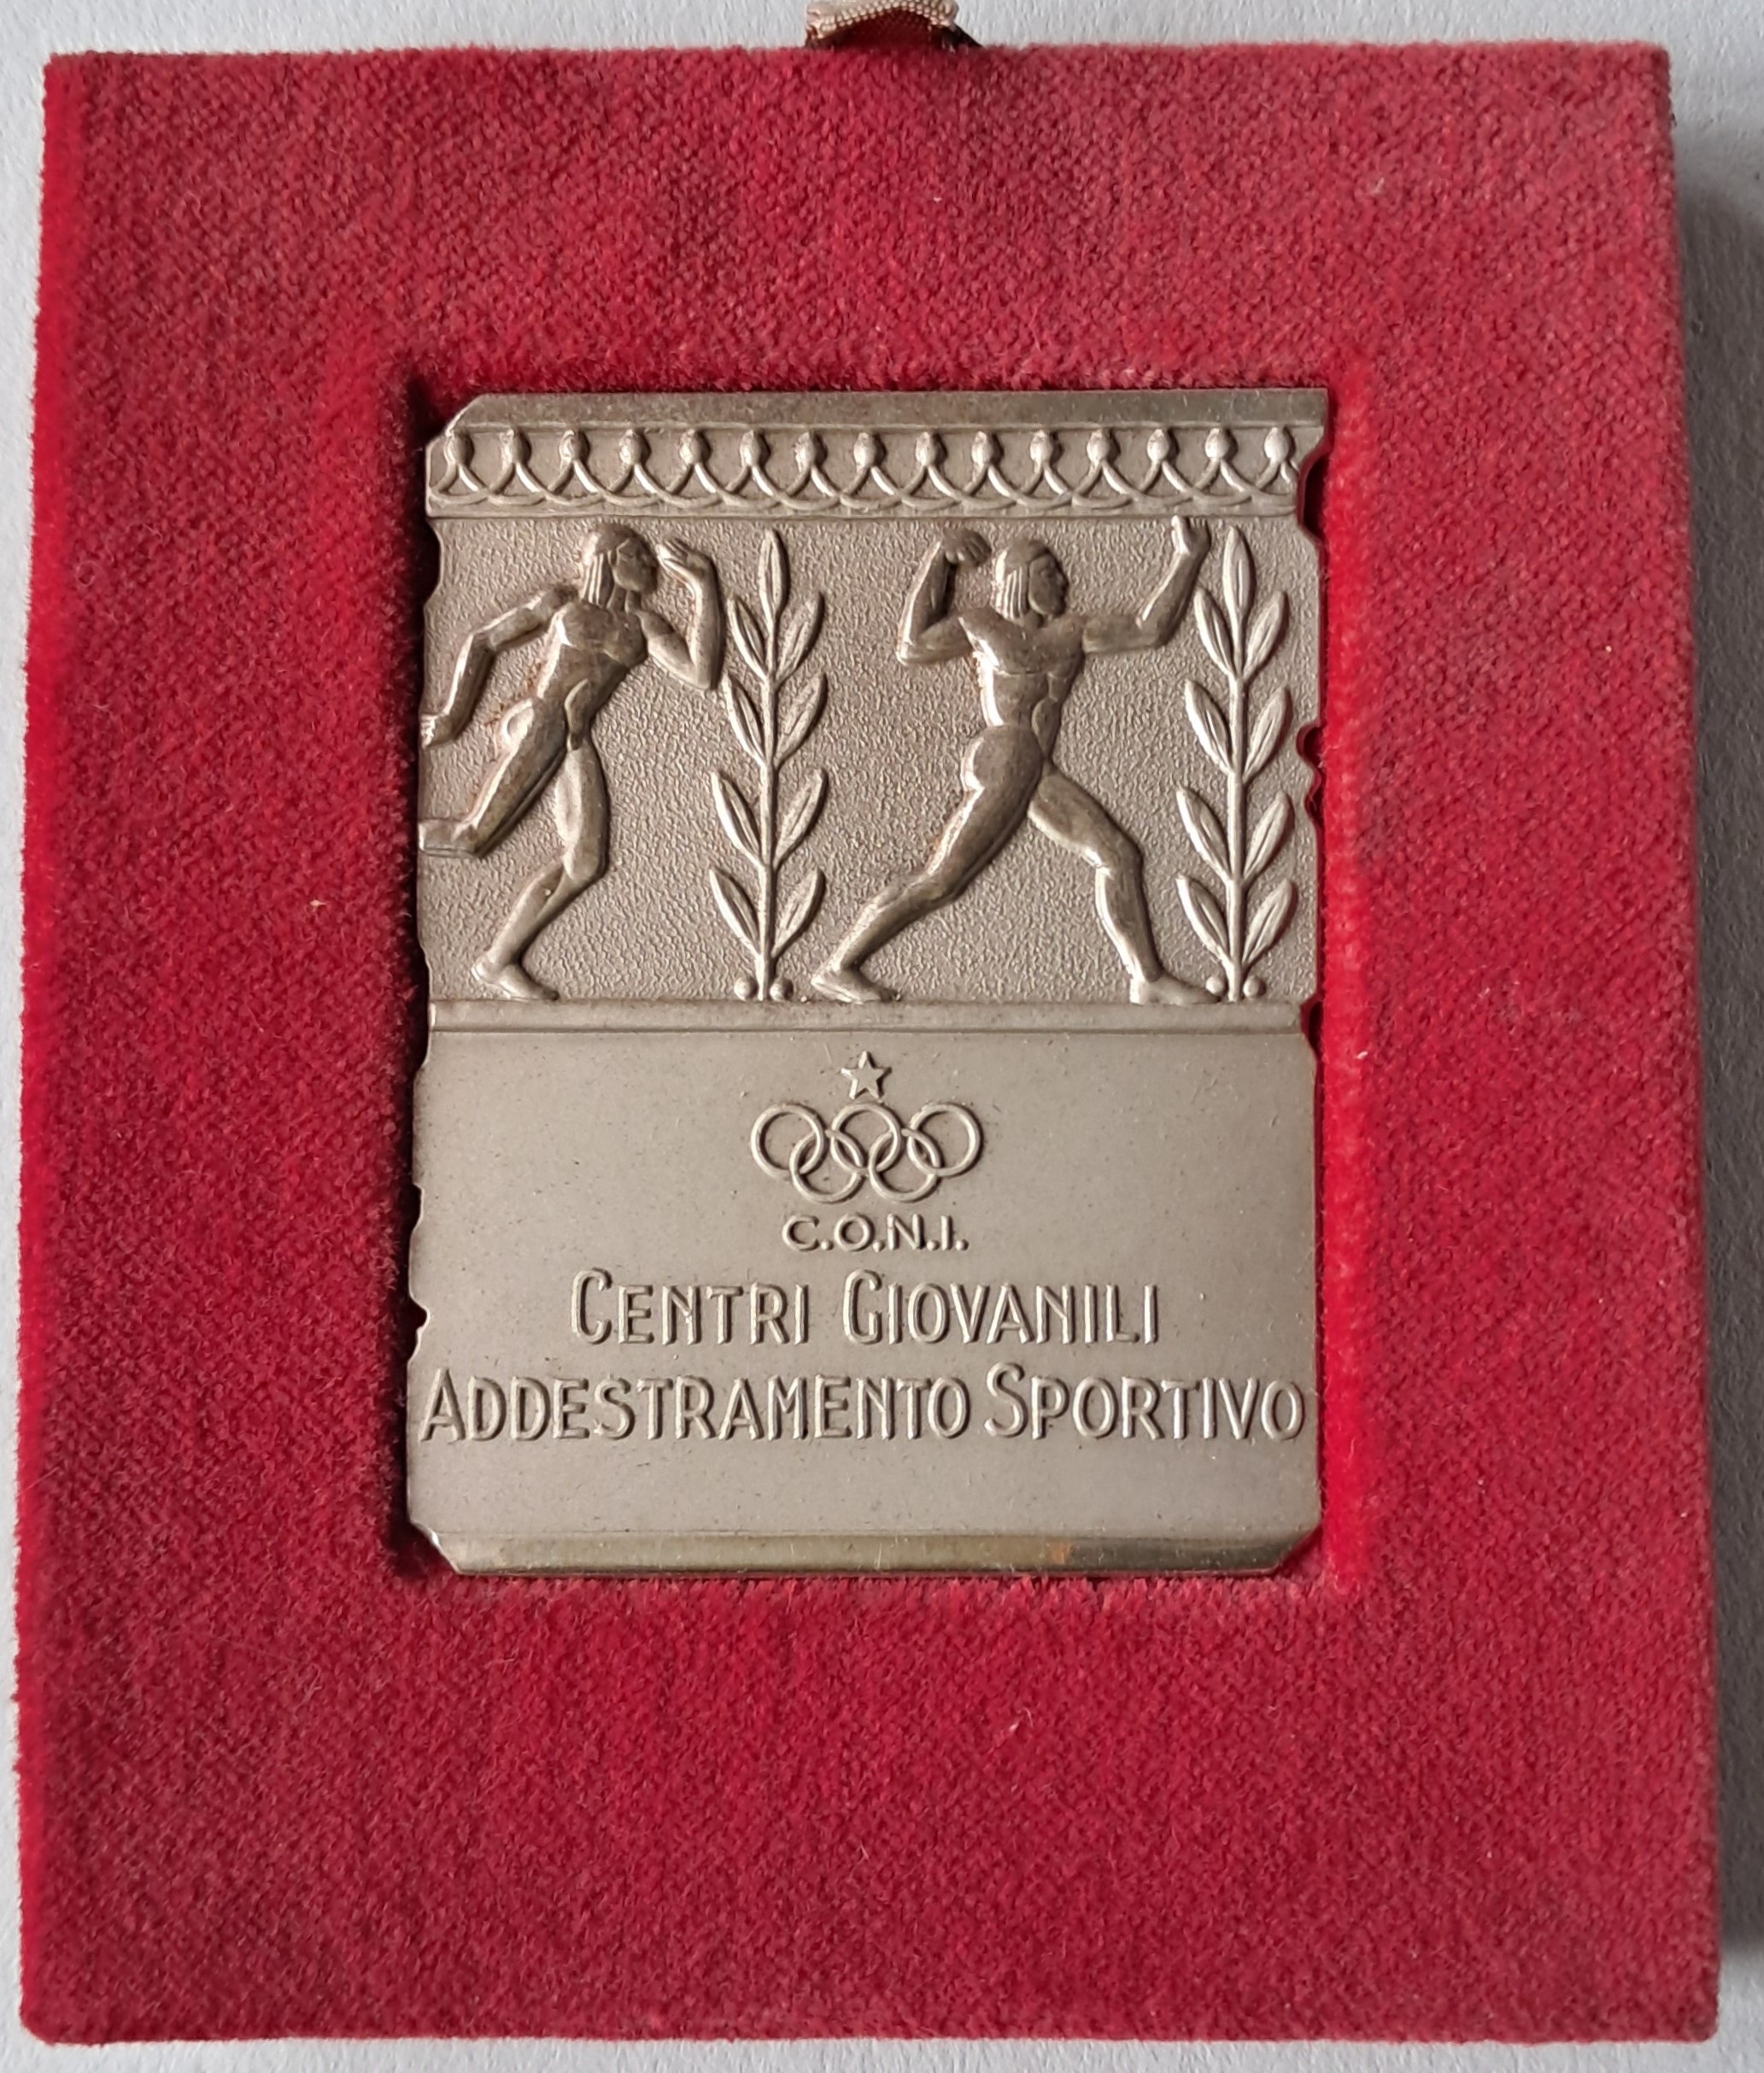 C.O.N.I.
CENTRI GIOVANILI
ADDESTRAMENTO SPORTIVO